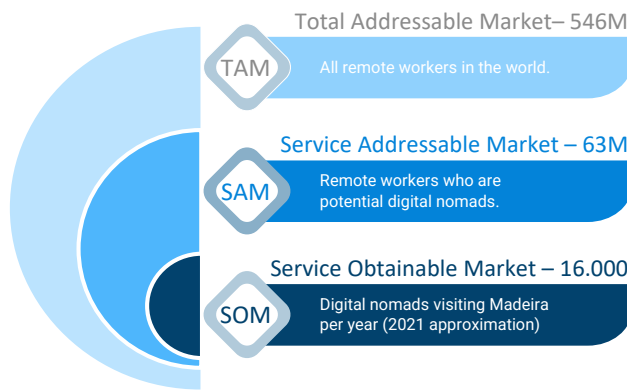 Total Addressable Market– 546M
TAM
All remote workers in the world.
Service Addressable Market – 63M
SAM
Remote workers who are
potential digital nomads.
Service Obtainable Market – 16.000
SOM
Digital nomads visiting Madeira
per year (2021 approximation)